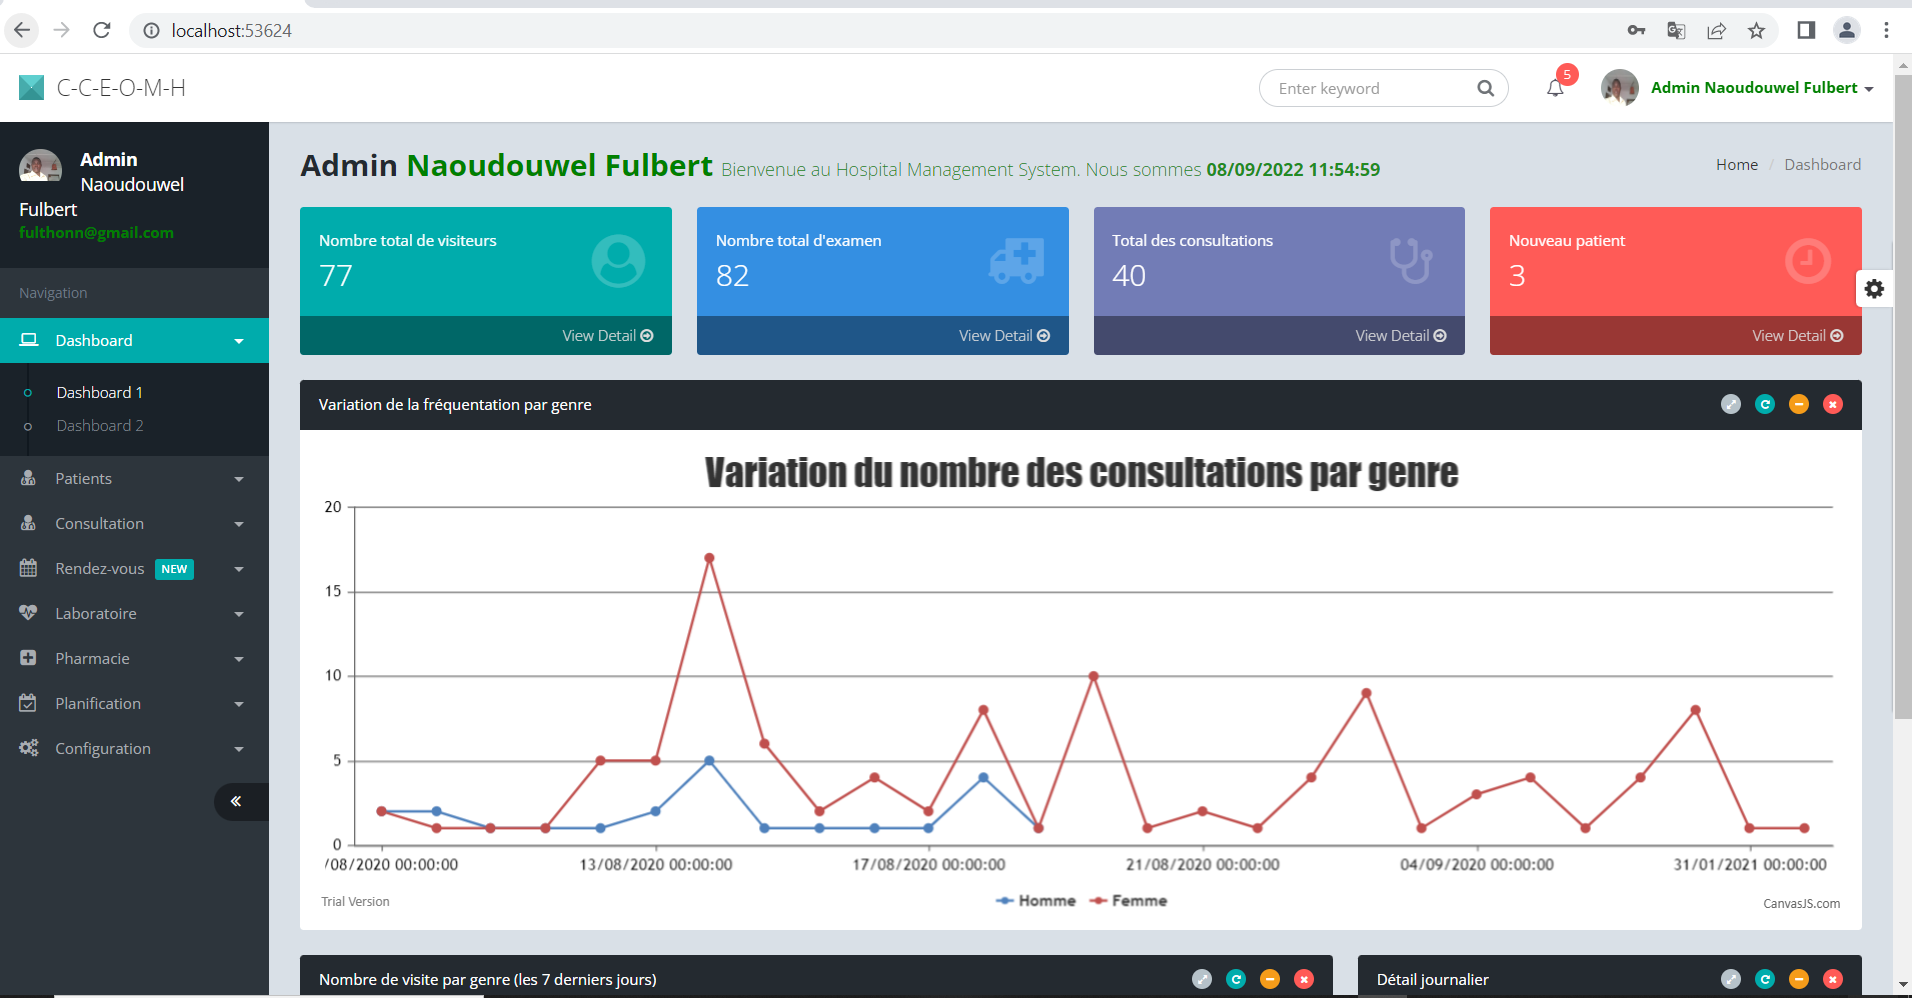 localhost:53624
C-C-E-O-M-H
Enter keyword
5
Admin Naoudouwel Fulbert
Admin
Naoudouwel
Fulbert
fulthonn@gmail.com
Navigation
Dashboard
Dashboard 1
Dashboard 2
Patients
Consultation
Rendez-vous NEW
Laboratoire
Pharmacie
Planification
Configuration
Admin Naoudouwel Fulbert Bienvenue au Hospital Management System. Nous sommes 08/09/2022 11:54:59
Home / Dashboard
Nombre total de visiteurs
77
View Detail
Nombre total d'examen
82
View Detail
Total des consultations
40
View Detail
Nouveau patient
3
View Detail
Variation de la fréquentation par genre
Variation du nombre des consultations par genre
20
15
10
5
0
/08/2020 00:00:00
13/08/2020 00:00:00
17/08/2020 00:00:00
21/08/2020 00:00:00
04/09/2020 00:00:00
31/01/2021 00:00:00
Trial Version
Homme
Femme
CanvasJS.com
Nombre de visite par genre (les 7 derniers jours)
Détail journalier